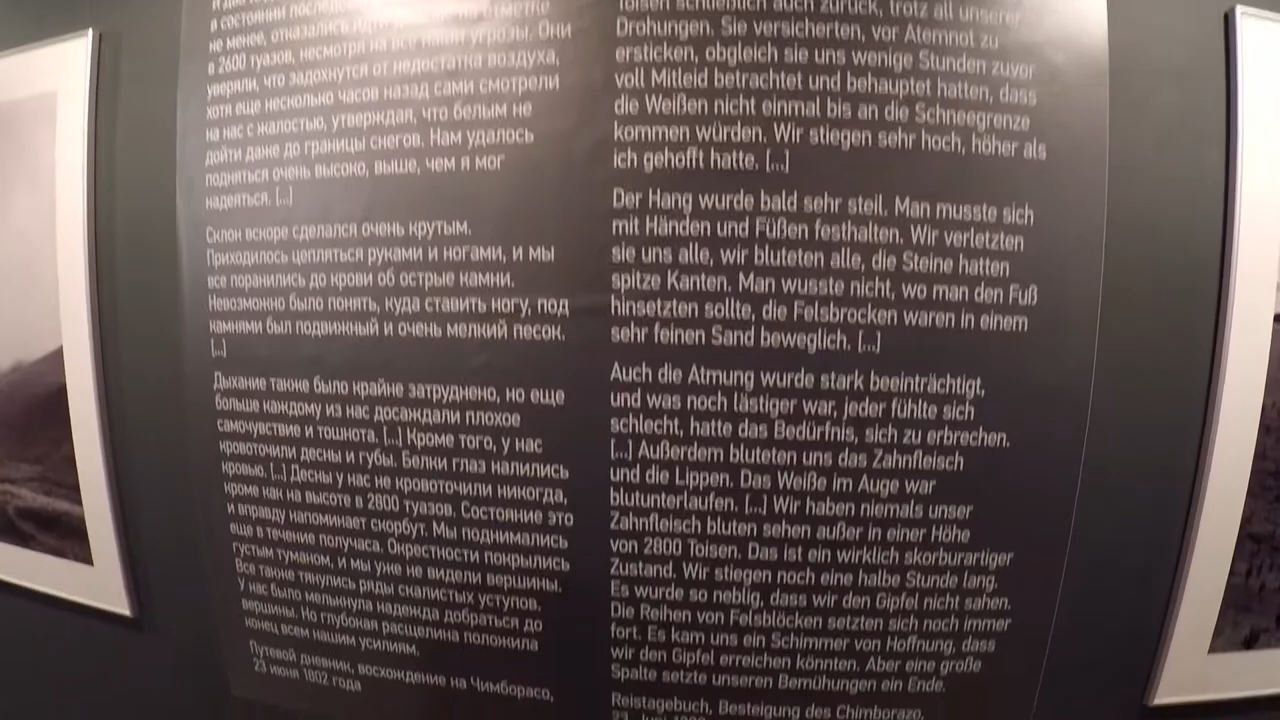 в состоянии
не менее, отказались
в 2600 туазов, несмотря на все наши угрозы. Они
уверяли, что задохнутся от недостатка воздуха,
хотя еще несколько часов назад сами смотрели
на нас с жалостью, утверждая, что белым не
дойти даже до границы снегов. Нам удалось
подняться очень высоко, выше, чем я мог
надеяться. [...]
Склон вскоре сделался очень крутым.
Приходилось цепляться руками и ногами, и мы
все поранились до крови об острые камни.
Невозможно было понять, куда ставить ногу, под
камнями был подвижный и очень мелкий песок.
[...]
Дыхание также было крайне затруднено, но еще
больше каждому из нас досаждали плохое
самочувствие и тошнота. [...] Кроме того, у нас
кровоточили десны и губы. Белки глаз налились
кровью. [...] Десны у нас не кровоточили никогда,
кроме как на высоте в 2800 туазов. Состояние это
и вправду напоминает скорбут. Мы поднимались
еще в течение получаса. Окрестности покрылись
густым туманом, и мы уже не видели вершины.
Все также тянулись ряды скалистых уступов.
У нас было мелькнула надежда добраться до
вершины. Но глубокая расщелина положила
конец всем нашим усилиям.
Путевой дневник, восхождение на Чимборасо,
23 июня 1802 года
Tolsen schließlich auch zurück, trotz all unserer
Drohungen. Sie versicherten, vor Atemnot zu
ersticken, obgleich sie uns wenige Stunden zuvor
voll Mitleid betrachtet und behauptet hatten, dass
die Weißen nicht einmal bis an die Schneegrenze
kommen würden. Wir stiegen sehr hoch, höher als
ich gehofft hatte. [...]
Der Hang wurde bald sehr steil. Man musste sich
mit Händen und Füßen festhalten. Wir verletzten
sie uns alle, wir bluteten alle, die Steine hatten
spitze Kanten. Man wusste nicht, wo man den Fuß
hinsetzten sollte, die Felsbrocken waren in einem
sehr feinen Sand beweglich. [...]
Auch die Atmung wurde stark beeinträchtigt,
und was noch lästiger war, jeder fühlte sich
schlecht, hatte das Bedürfnis, sich zu erbrechen.
[...] Außerdem bluteten uns das Zahnfleisch
und die Lippen. Das Weiße im Auge war
blutunterlaufen. [...] Wir haben niemals unser
Zahnfleisch bluten sehen außer in einer Höhe
von 2800 Tolsen. Das ist ein wirklich skorburartiger
Zustand. Wir stiegen noch eine halbe Stunde lang.
Es wurde so neblig, dass wir den Gipfel nicht sahen.
Die Reihen von Felsblöcken setzten sich noch immer
fort. Es kam uns ein Schimmer von Hoffnung, dass
wir den Gipfel erreichen könnten. Aber eine große
Spalte setzte unseren Bemühungen ein Ende.
Reistagebuch, Besteigung des Chimborazo,